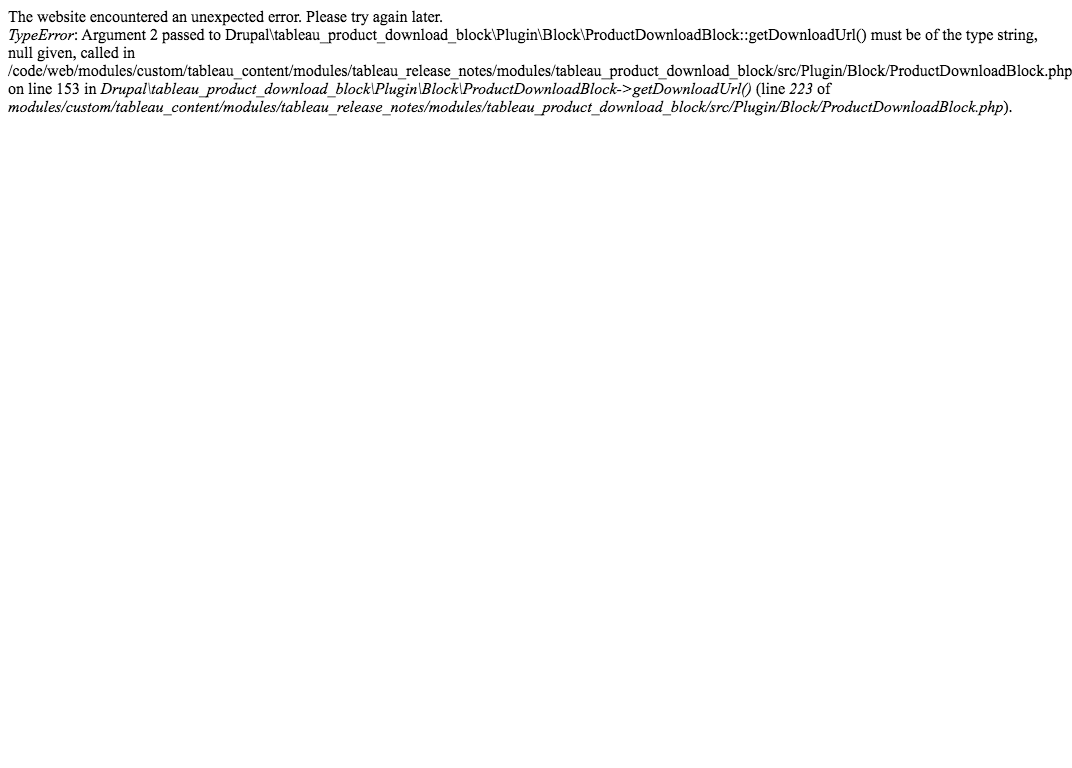 The website encountered an unexpected error. Please try again later.
TypeError: Argument 2 passed to Drupal\tableau_product_download_block\Plugin\Block\ProductDownloadBlock::getDownloadUrl() must be of the type string,
null given, called in
/code/web/modules/custom/tableau_content/modules/tableau_release_notes/modules/tableau_product_download_block/src/Plugin/Block/ProductDownloadBlock.php
on line 153 in Drupal\tableau_product_download_block\Plugin\Block\ProductDownloadBlock->getDownloadUrl() (line 223 of
modules/custom/tableau_content/modules/tableau_release_notes/modules/tableau_product_download_block/src/Plugin/Block/ProductDownloadBlock.php).